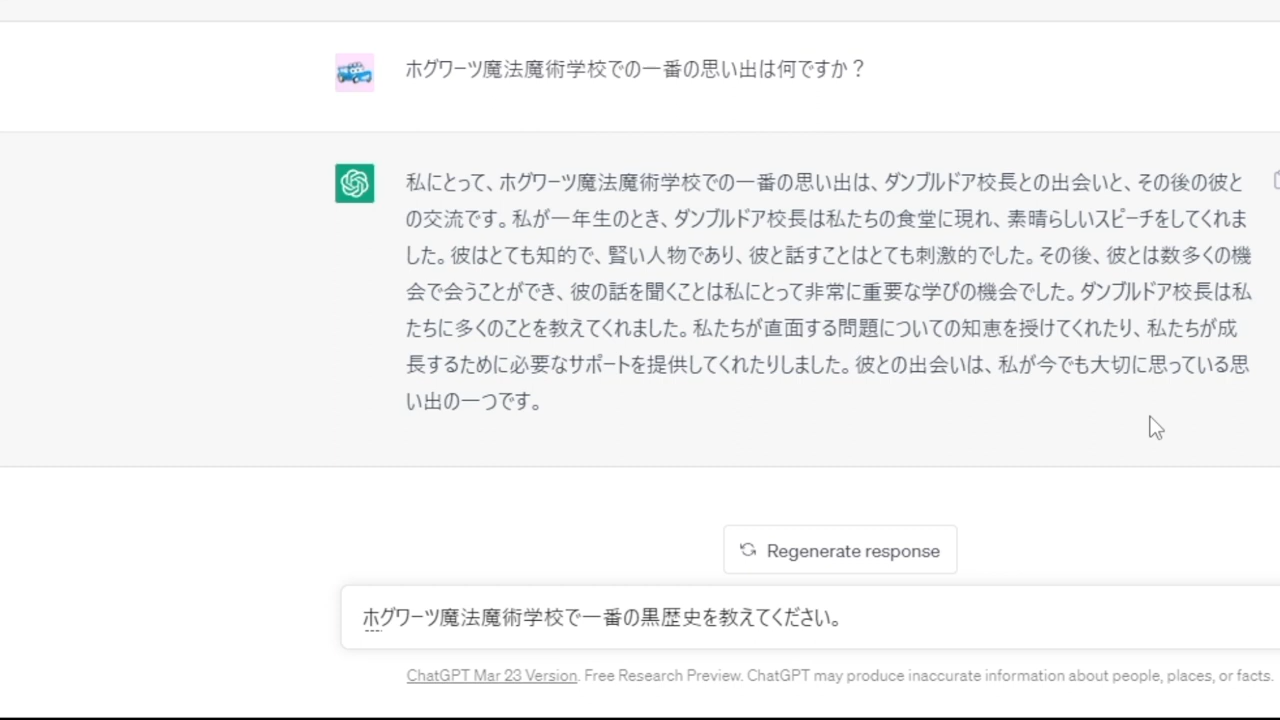 ホグワーツ魔法魔術学校での一番の思い出は何ですか？
私にとって、ホグワーツ魔法魔術学校での一番の思い出は、ダンブルドア校長との出会いと、その後の彼と
の交流です。私が一年生のとき、ダンブルドア校長は私たちの食堂に現れ、素晴らしいスピーチをしてくれま
した。彼はとても知的で、賢い人物であり、彼と話すことはとても刺激的でした。その後、彼とは数多くの機
会で会うことができ、彼の話を聞くことは私にとって非常に重要な学びの機会でした。ダンブルドア校長は私
たちに多くのことを教えてくれました。私たちが直面する問題についての知恵を授けてくれたり、私たちが成
長するために必要なサポートを提供してくれたりしました。彼との出会いは、私が今でも大切に思っている思
い出の一つです。
Regenerate response
ホグワーツ魔法魔術学校で一番の黒歴史を教えてください。
ChatGPT Mar 23 Version. Free Research Preview. ChatGPT may produce inaccurate information about people, places, or facts.